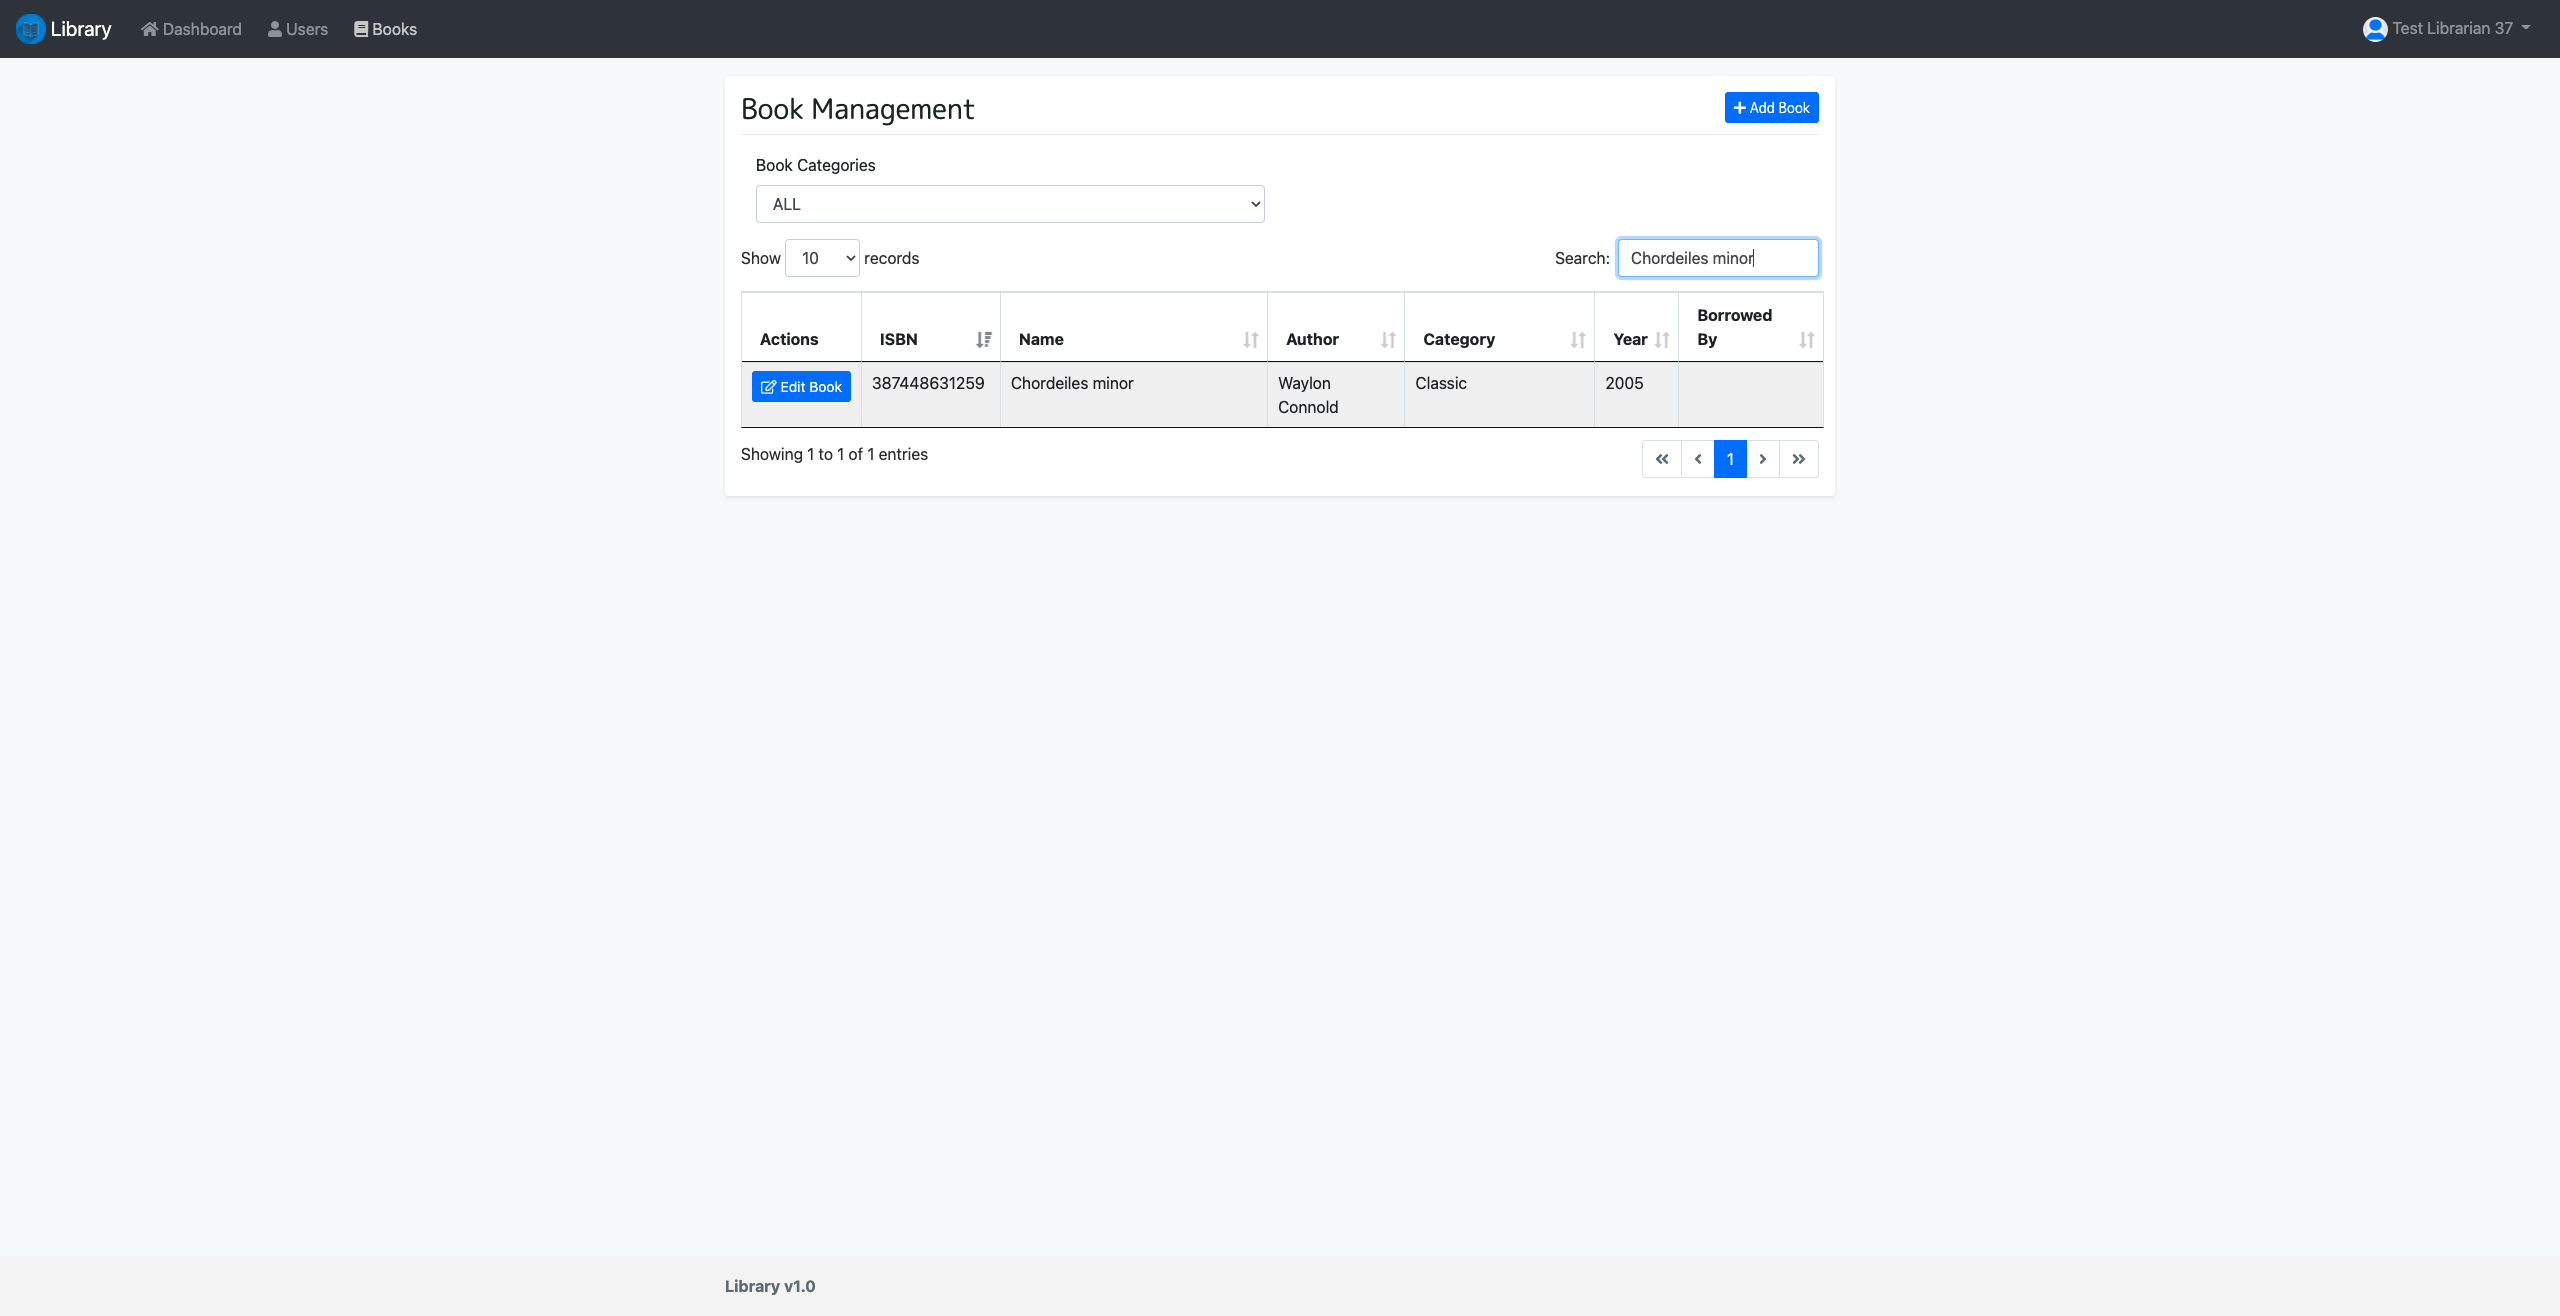 Library Dashboard Users Books Test Librarian 37
Book Management
Add Book
Book Categories
ALL
Show 10 records
Search: Chordeiles minor
Actions ISBN Name Author Category Year Borrowed By
Edit Book 387448631259 Chordeiles minor Waylon Connold Classic 2005
Showing 1 to 1 of 1 entries
« ‹ 1 › »
Library v1.0